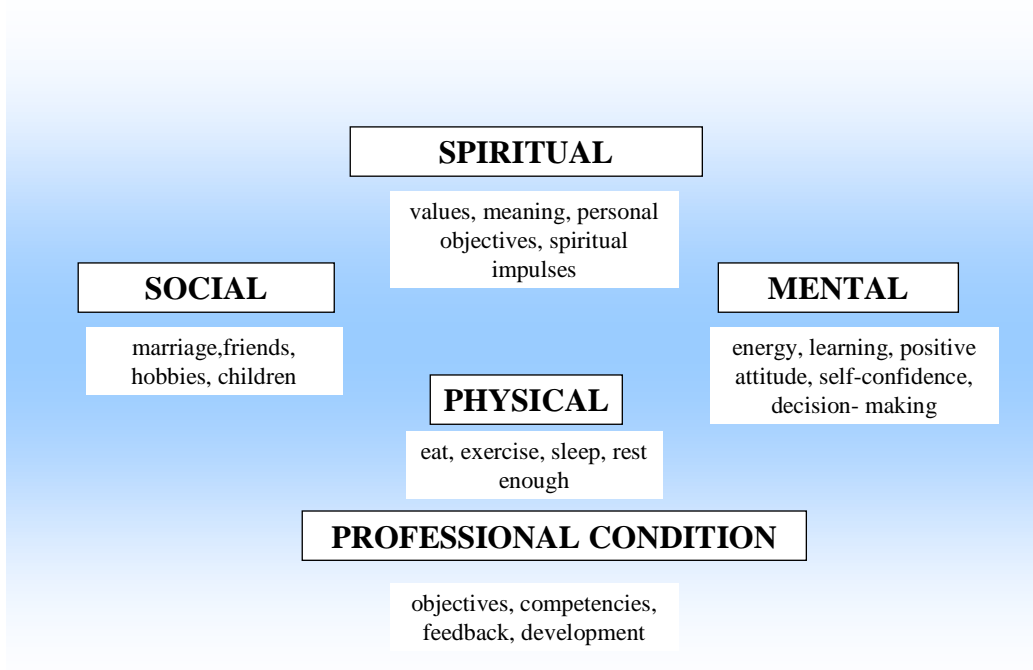 SPIRITUAL
values, meaning, personal
objectives, spiritual
impulses
SOCIAL
marriage,friends,
hobbies, children
MENTAL
energy, learning, positive
attitude, self-confidence,
decision- making
PHYSICAL
eat, exercise, sleep, rest
enough
PROFESSIONAL CONDITION
objectives, competencies,
feedback, development